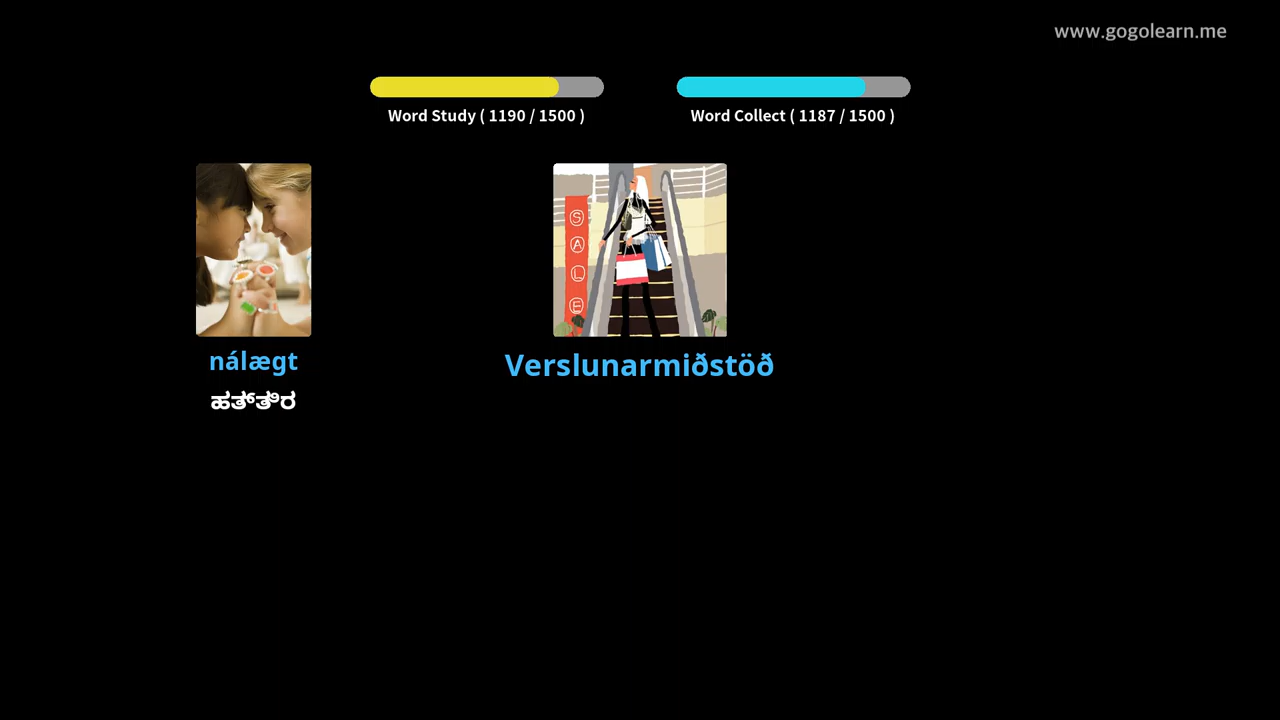 www.gogolearn.me
Word Study ( 1190 / 1500 )
Word Collect ( 1187 / 1500 )
S
A
L
E
nálægt
ಹತ್ತಿರ
Verslunarmiðstöð